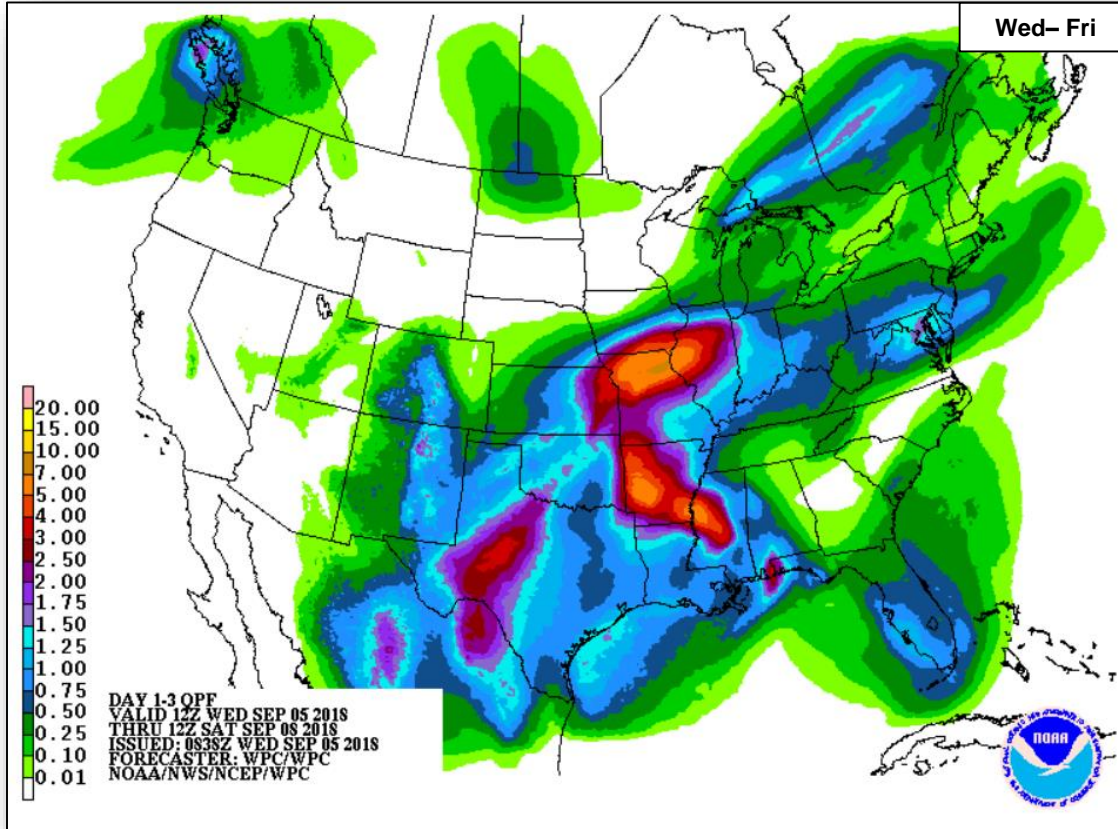 Wed– Fri
20.00
15.00
10.00
7.00
5.00
4.00
3.00
2.50
2.00
1.75
1.50
1.25
1.00
0.75
0.50
0.25
0.10
0.01
DAY 1-3 QPF
VALID 12Z WED SEP 05 2018
THRU 12Z SAT SEP 08 2018
ISSUED: 0838Z WED SEP 05 2018
FORECASTER: WPC/WPC
NOAA/NWS/NCEP/WPC
NOAA